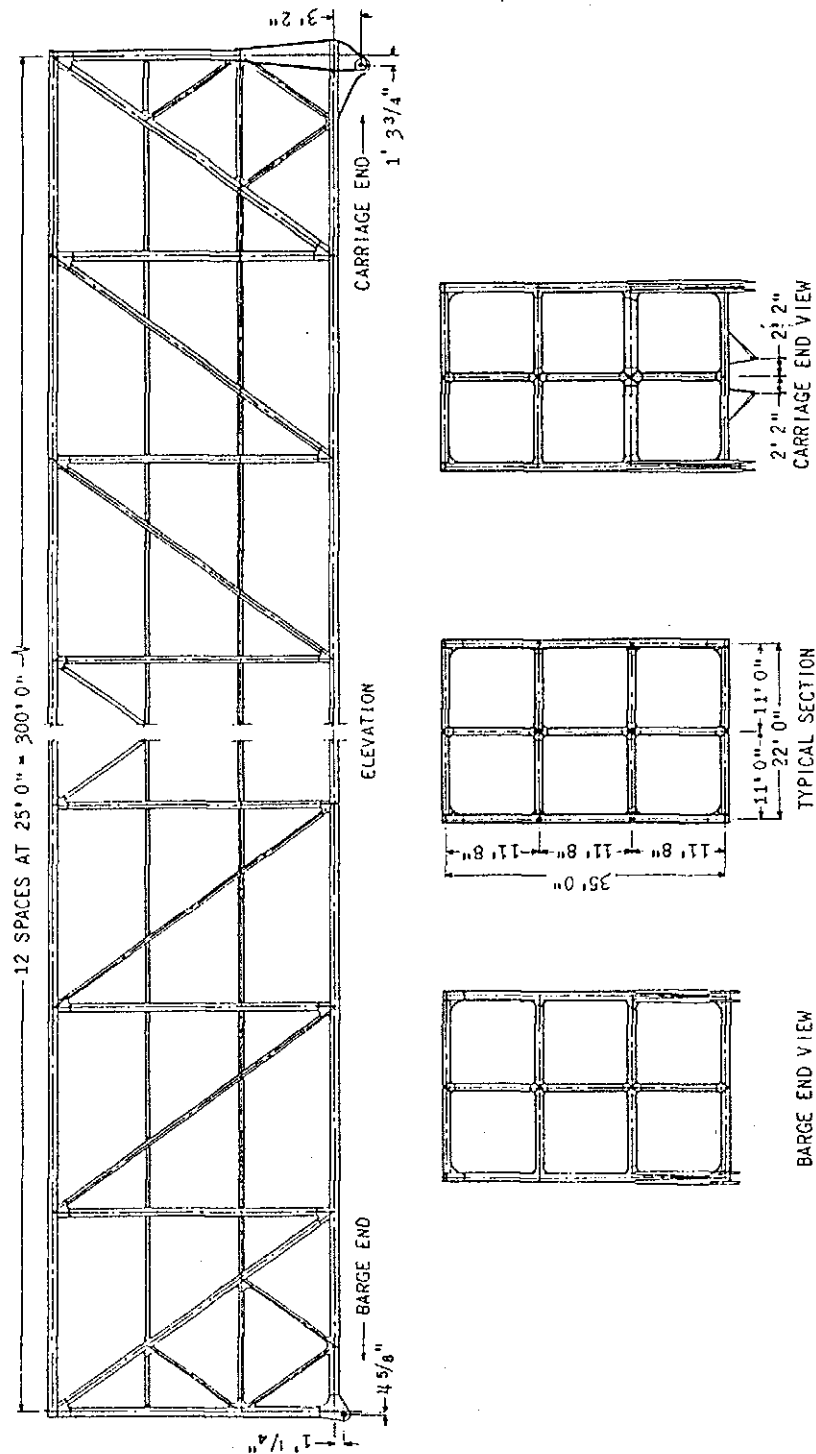 12 SPACES AT 25' 0" = 300' 0"
3' 2"
1' 3 3/4"
CARRIAGE END
ELEVATION
BARGE END
4 5/8"
1' 1/4"
2' 2"
2' 2"
CARRIAGE END VIEW
11' 8"
11' 8"
11' 8"
35' 0"
11' 0"
11' 0"
22' 0"
TYPICAL SECTION
BARGE END VIEW